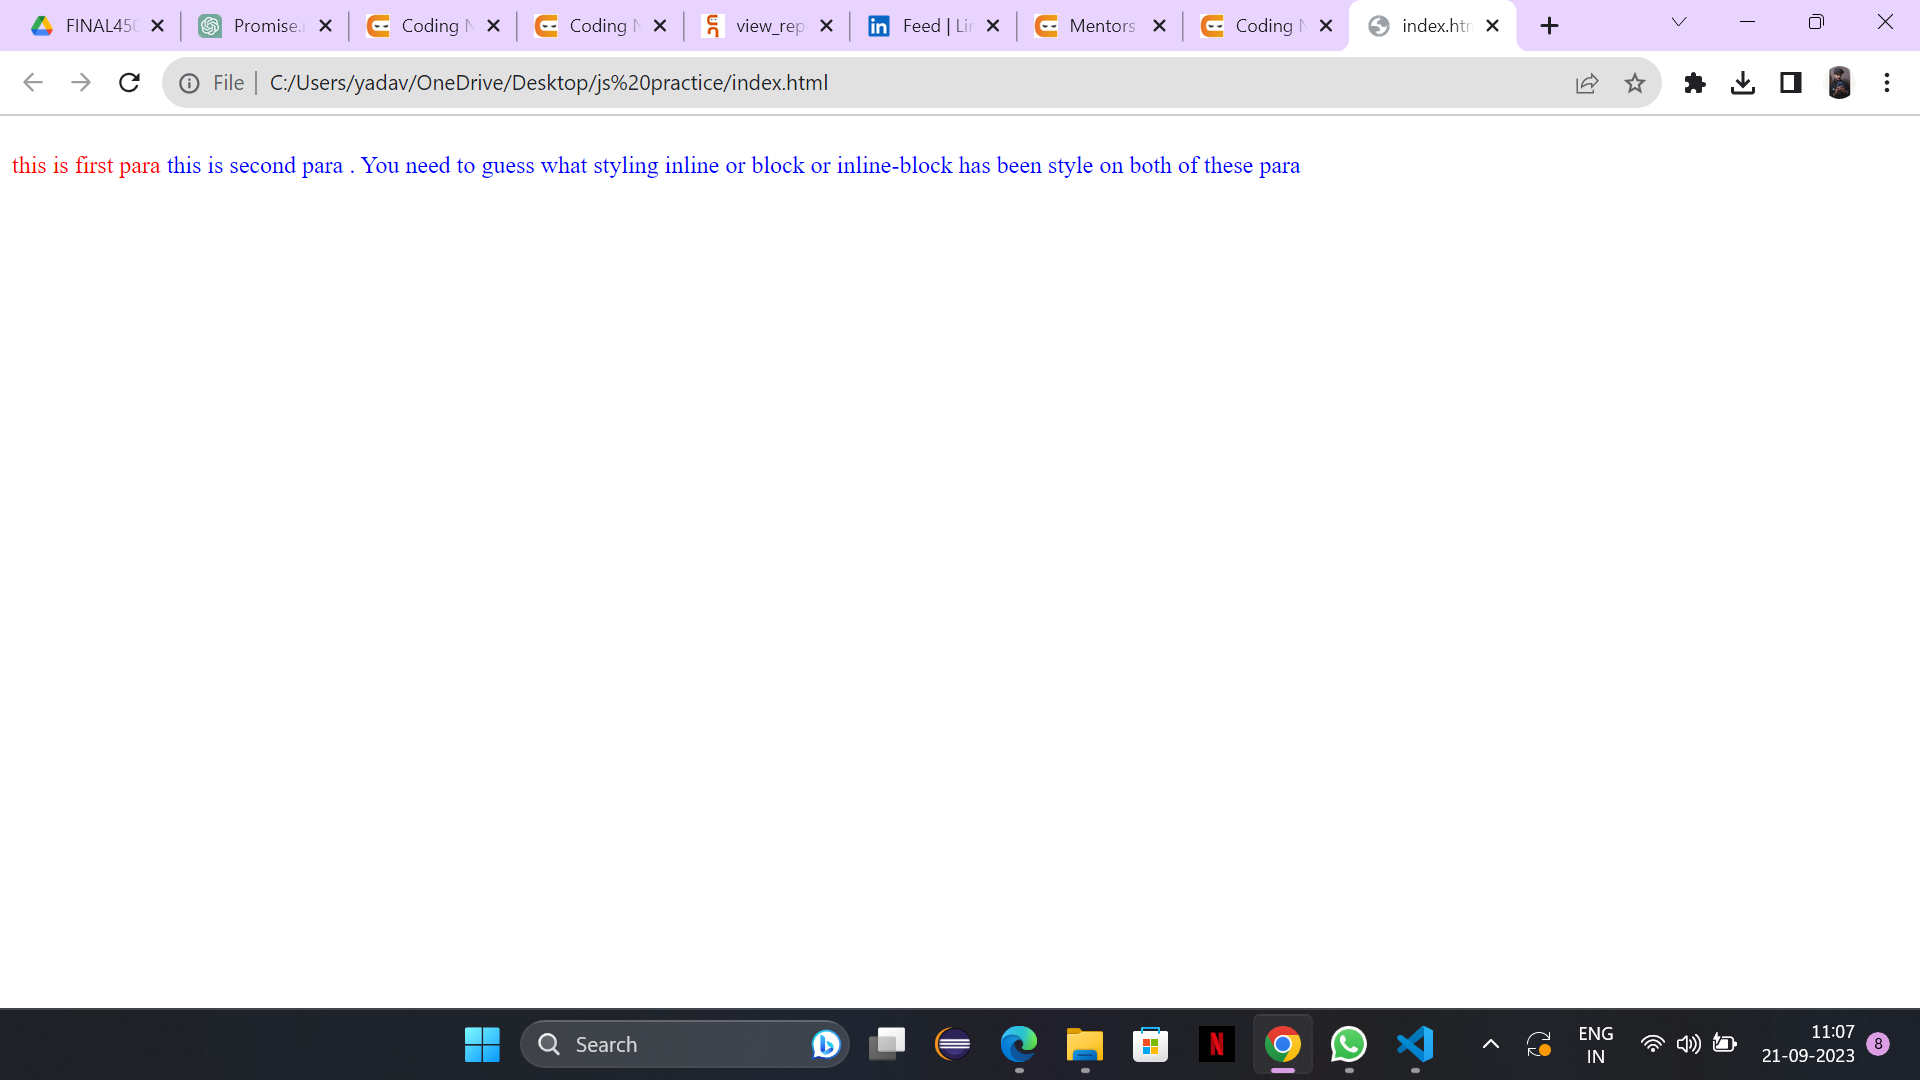 FINAL450
Promise.r
Coding N
Coding N
view_rep
Feed | Lin
Mentors
Coding N
index.htm
File
C:/Users/yadav/OneDrive/Desktop/js%20practice/index.html
this is first para this is second para . You need to guess what styling inline or block or inline-block has been style on both of these para
Search
ENG
IN
11:07
21-09-2023
8